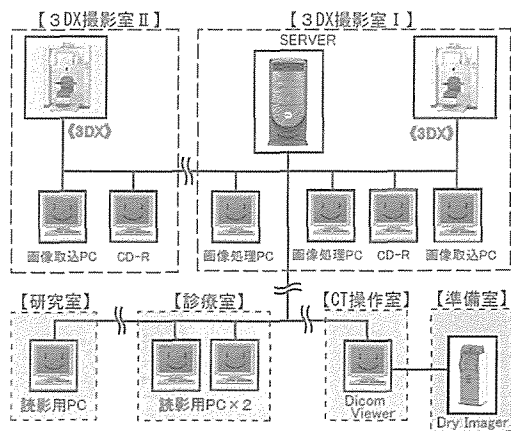 【3DX撮影室Ⅱ】
【3DX撮影室Ⅰ】
SERVER
《3DX》
《3DX》
画像取込PC
CD-R
画像処理PC
画像処理PC
CD-R
画像取込PC
【研究室】
【診療室】
【CT操作室】
【準備室】
読影用PC
読影用PC×2
Dicom
Viewer
Dry Imager